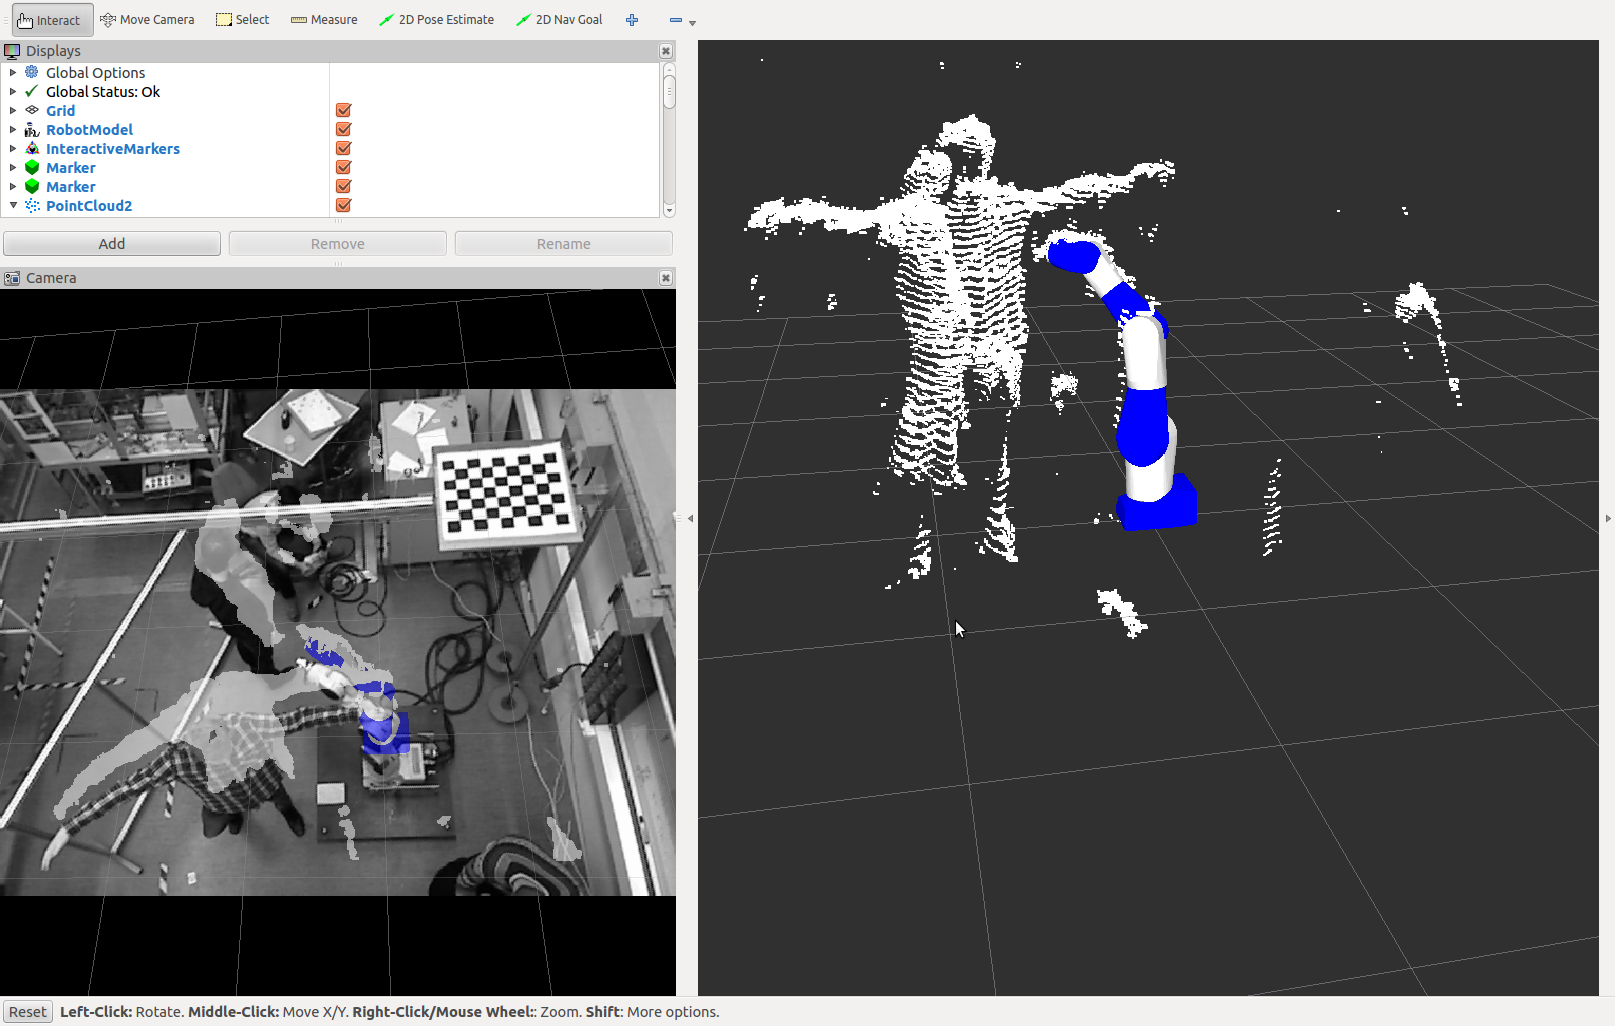 Interact Move Camera Select Measure 2D Pose Estimate 2D Nav Goal
Displays
Global Options
Global Status: Ok
Grid
RobotModel
InteractiveMarkers
Marker
Marker
PointCloud2
Add Remove Rename
Camera
Reset Left-Click: Rotate. Middle-Click: Move X/Y. Right-Click/Mouse Wheel:: Zoom. Shift: More options.